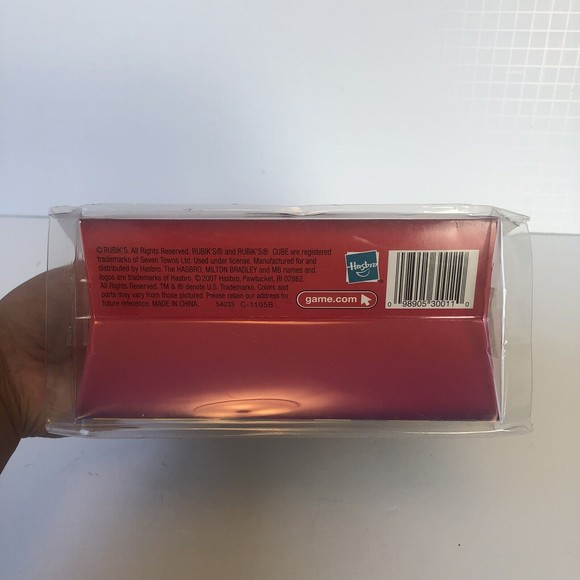 © RUBIK'S. All Rights Reserved. RUBIK'S® and RUBIK'S® CUBE are registered
trademarks of Seven Towns Ltd. Used under license. Manufactured for and
distributed by Hasbro. The HASBRO, MILTON BRADLEY and MB names and
logos are trademarks of Hasbro. © 2007 Hasbro, Pawtucket, RI 02862.
All Rights Reserved. TM & ® denote U.S. Trademarks. Colors and
parts may vary from those pictured. Please retain our address for
future reference. MADE IN CHINA. 54035 C-1105B
Hasbro
game.com
0 98905 30011 0